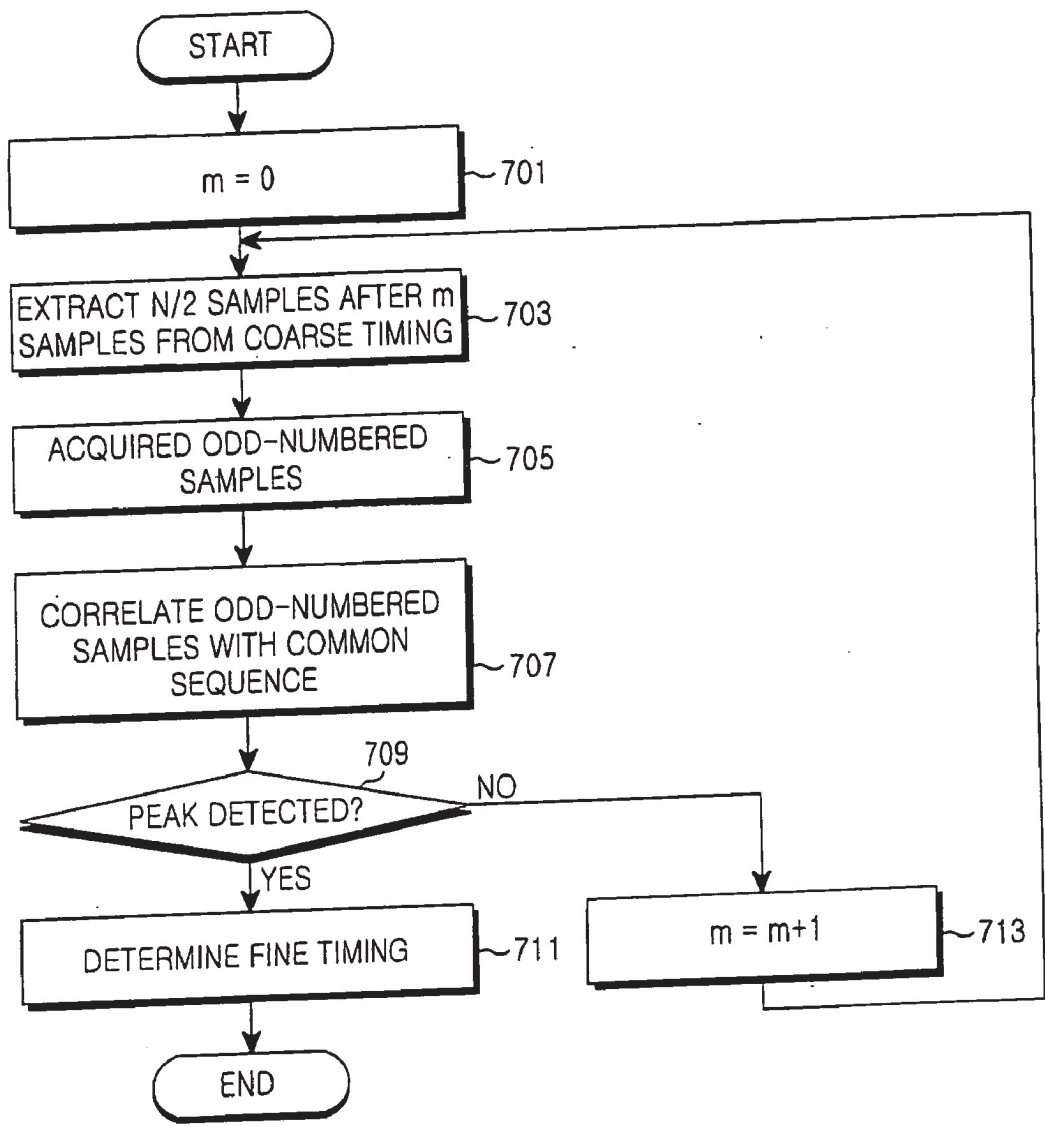 START
m = 0
701
EXTRACT N/2 SAMPLES AFTER m
SAMPLES FROM COARSE TIMING
703
ACQUIRED ODD-NUMBERED
SAMPLES
705
CORRELATE ODD-NUMBERED
SAMPLES WITH COMMON
SEQUENCE
707
709
PEAK DETECTED?
NO
YES
m = m+1
713
DETERMINE FINE TIMING
711
END